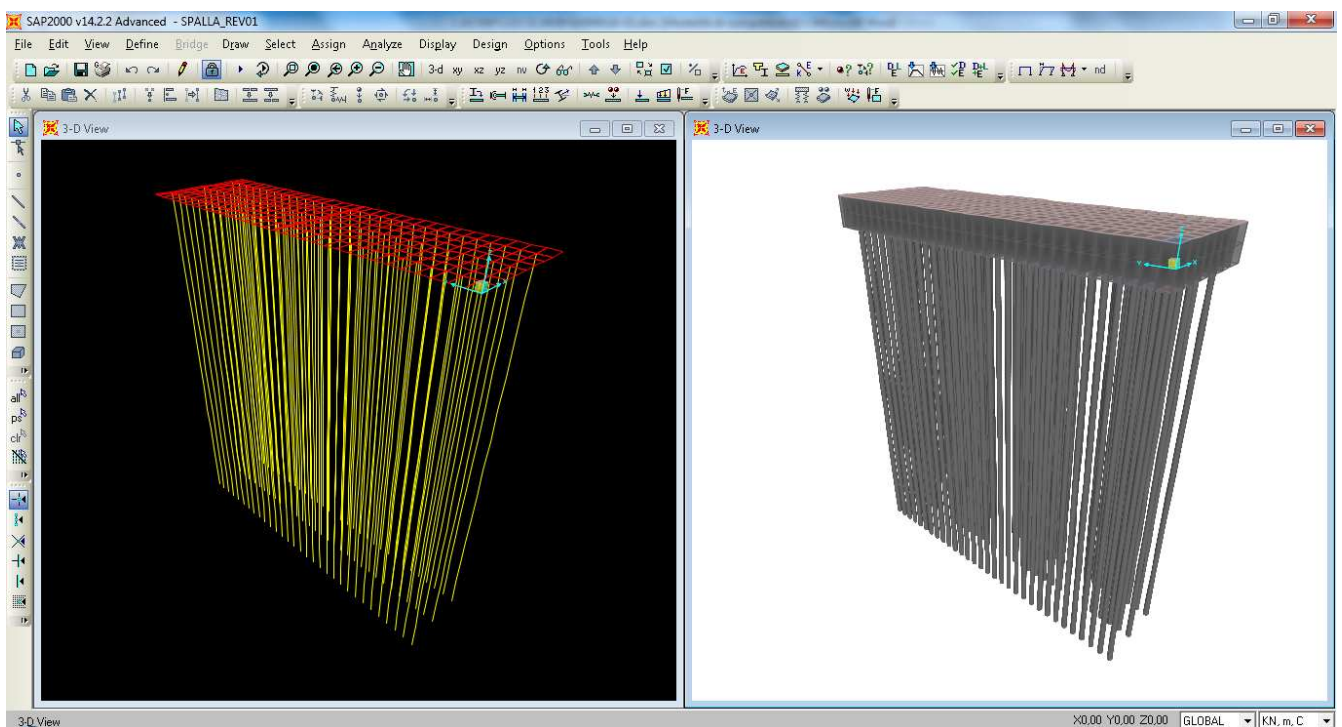 SAP2000 v14.2.2 Advanced - SPALLA_REV01
File Edit View Define Bridge Draw Select Assign Analyze Display Design Options Tools Help
3-d xy xz yz nv
nd
3-D View
3-D View
all
ps
clr
3-D View
X0,00 Y0,00 Z0,00 GLOBAL KN, m, C